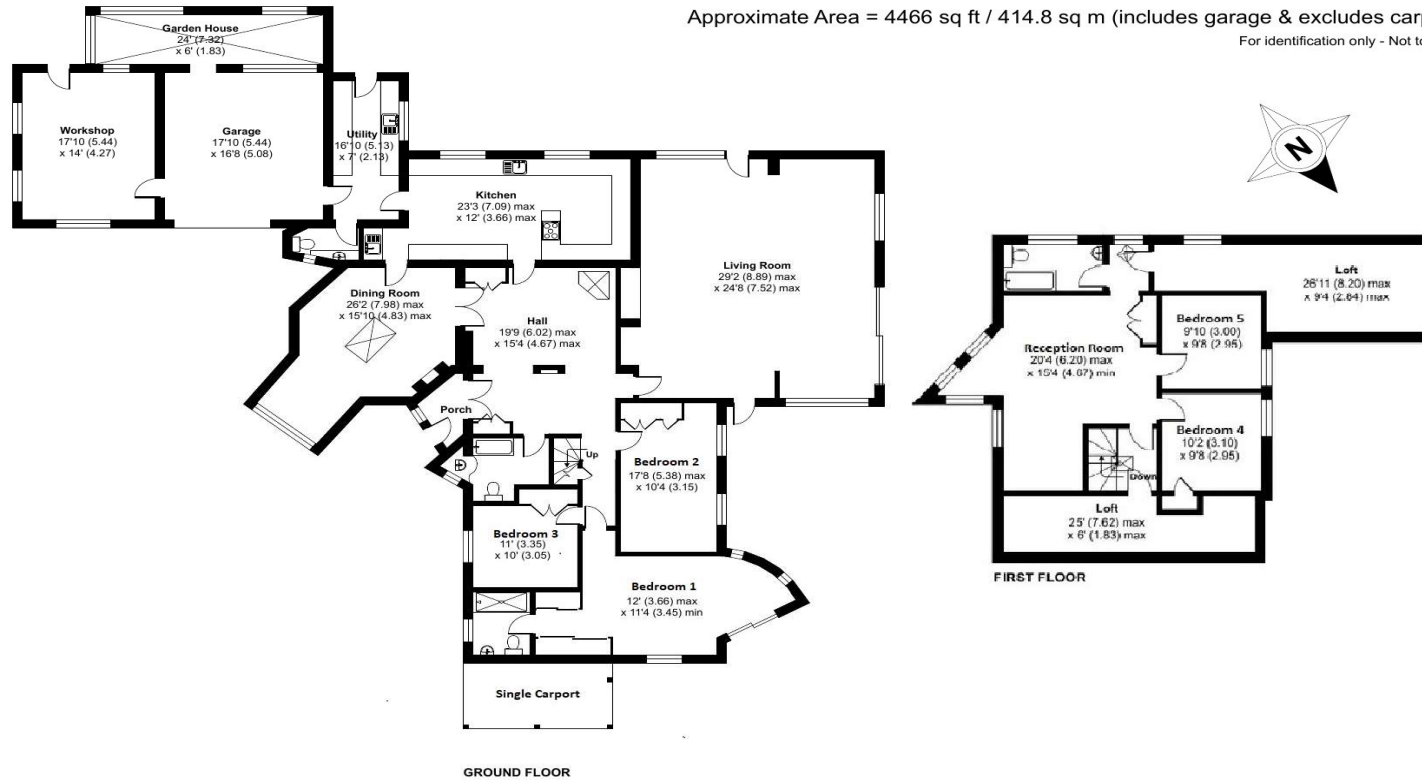 Approximate Area = 4466 sq ft / 414.8 sq m (includes garage & excludes carp
For identification only - Not to
Garden House
24' (7.32)
x 6' (1.83)
Workshop
17'10 (5.44)
x 14' (4.27)
Garage
17'10 (5.44)
x 16'8 (5.08)
Utility
16'10 (5.13)
x 7' (2.13)
Kitchen
23'3 (7.09) max
x 12' (3.66) max
Living Room
29'2 (8.89) max
x 24'8 (7.52) max
Dining Room
26'2 (7.98) max
x 15'10 (4.83) max
Hall
19'9 (6.02) max
x 15'4 (4.67) max
Porch
Up
Bedroom 2
17'8 (5.38) max
x 10'4 (3.15)
Bedroom 3
11' (3.35)
x 10' (3.05)
Bedroom 1
12' (3.66) max
x 11'4 (3.45) min
Single Carport
GROUND FLOOR
N
Loft
26'11 (8.20) max
x 9'4 (2.84) max
Bedroom 5
9'10 (3.00)
x 9'8 (2.95)
Reception Room
20'4 (6.20) max
x 15'4 (4.67) min
Bedroom 4
10'2 (3.10)
x 9'8 (2.95)
Down
Loft
25' (7.62) max
x 6' (1.83) max
FIRST FLOOR